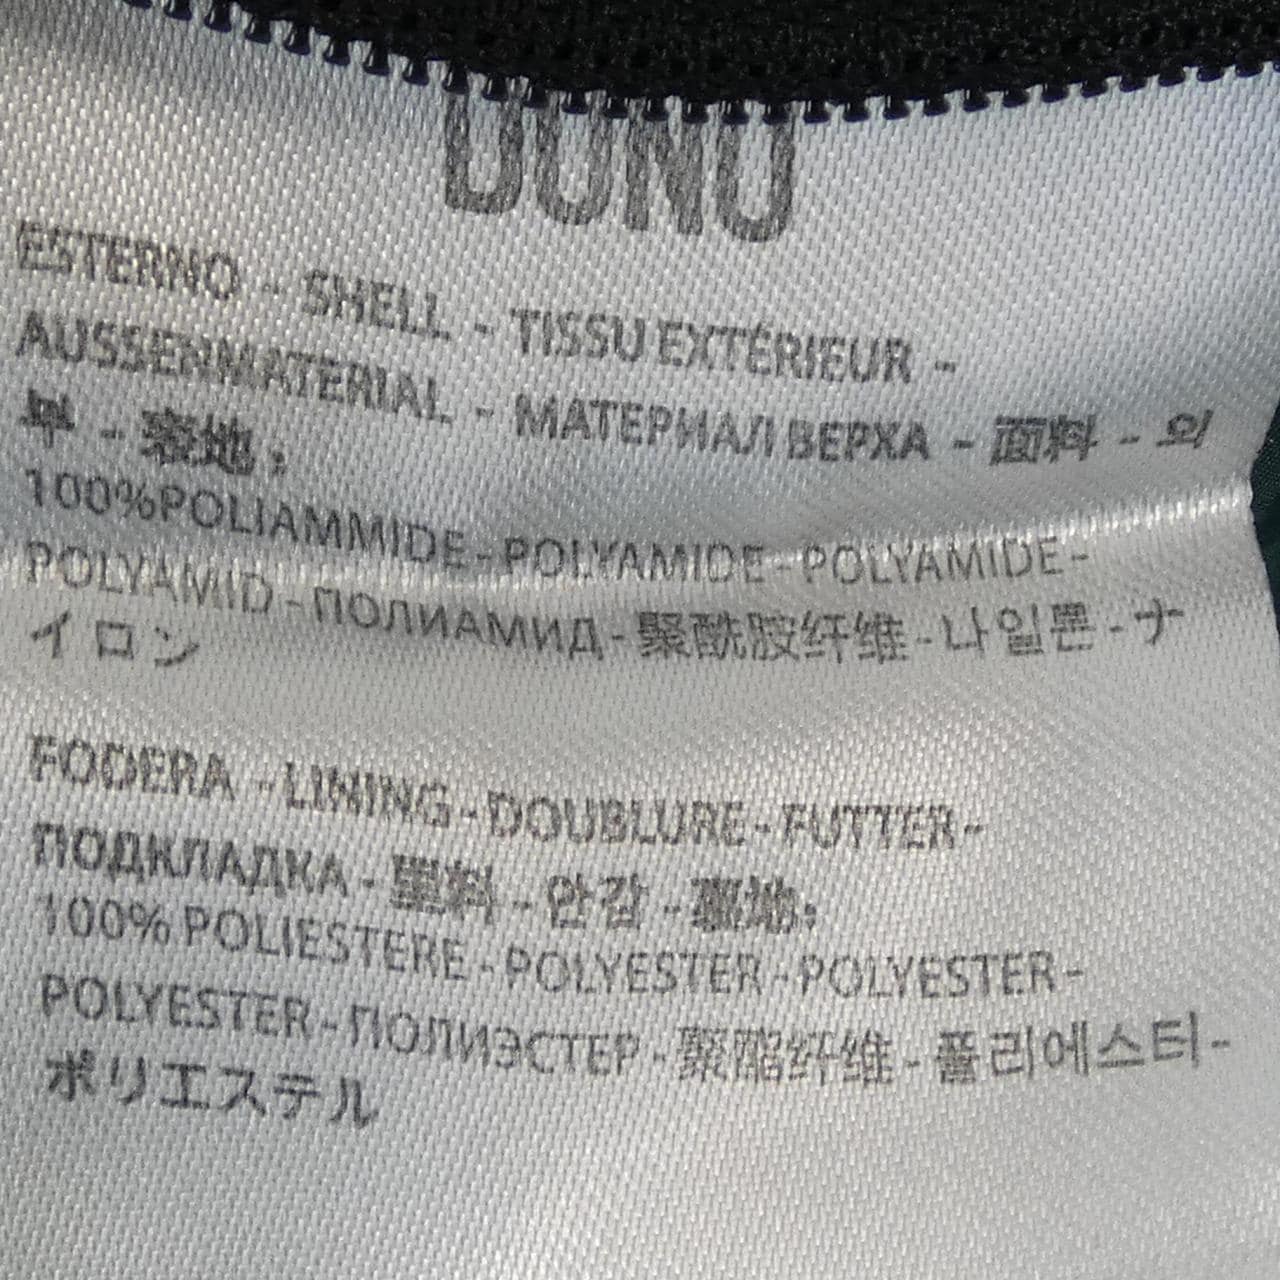 DUNO
ESTERNO - SHELL - TISSU EXTÉRIEUR -
AUSSENMATERIAL - МАТЕРИАЛ ВЕРХА - 面料 - 외
부 - 表地:
100%POLIAMMIDE - POLYAMIDE - POLYAMIDE -
POLYAMID - ПОЛИАМИД - 聚酰胺纤维 - 나일론 - ナ
イロン
FODERA - LINING - DOUBLURE - FUTTER -
ПОДКЛАДКА - 里料 - 안감 - 裏地:
100% POLIESTERE - POLYESTER - POLYESTER -
POLYESTER - ПОЛИЭСТЕР - 聚酯纤维 - 폴리에스터 -
ポリエステル